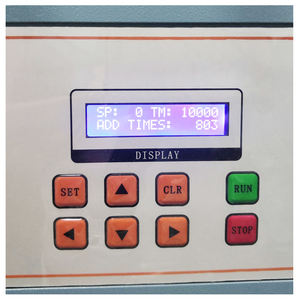 SP: 0 TM: 10000
ADD TIMES: 803
DISPLAY
SET CLR RUN
STOP